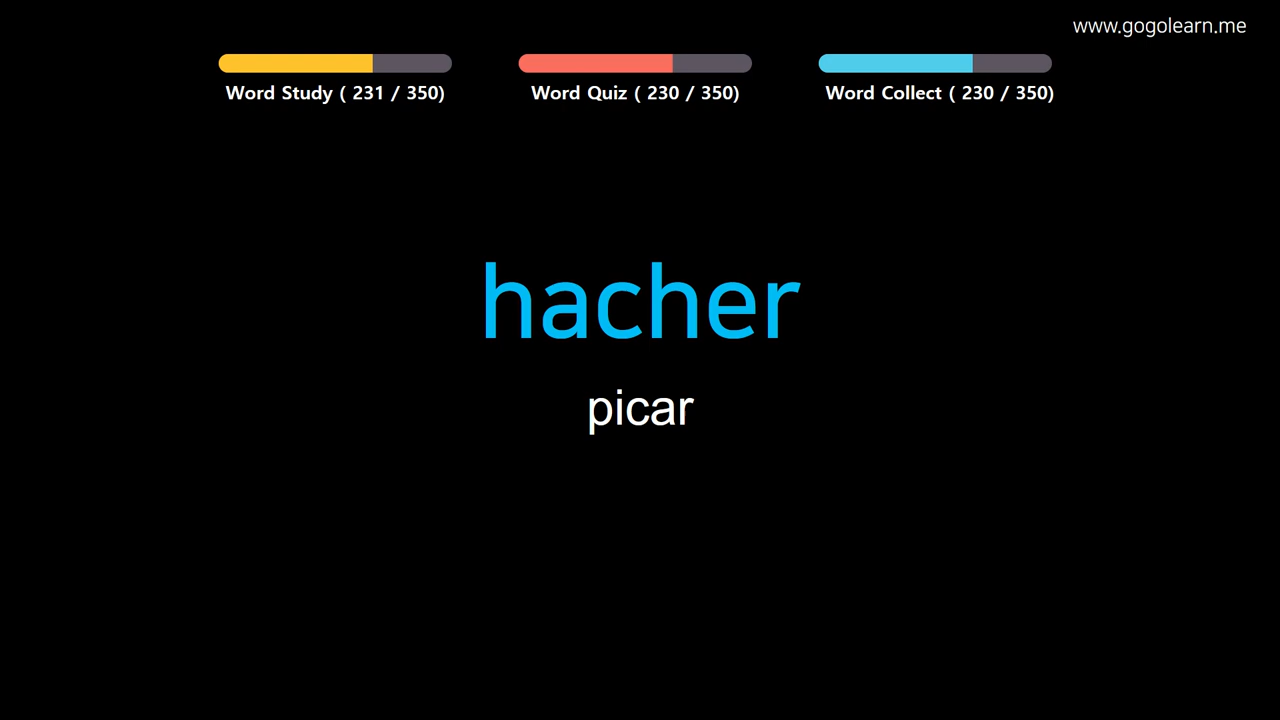 www.gogolearn.me
Word Study ( 231 / 350)
Word Quiz ( 230 / 350)
Word Collect ( 230 / 350)
hacher
picar